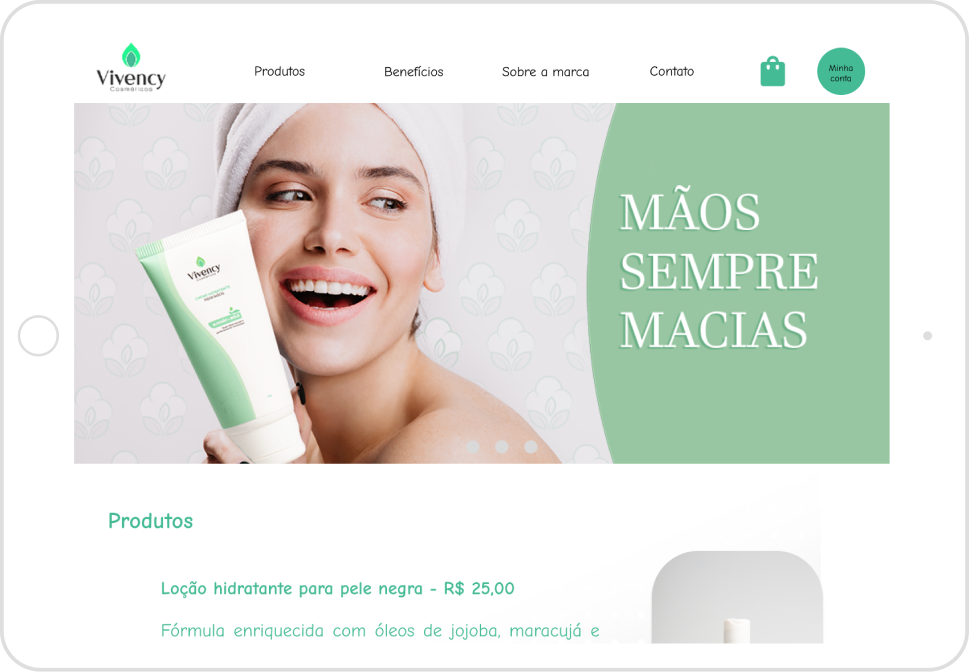 Vivency
Cosméticos
Produtos
Benefícios
Sobre a marca
Contato
Minha
conta
MÃOS
SEMPRE
MACIAS
Vivency
Produtos
Loção hidratante para pele negra - R$ 25,00
Fórmula enriquecida com óleos de jojoba, maracujá e